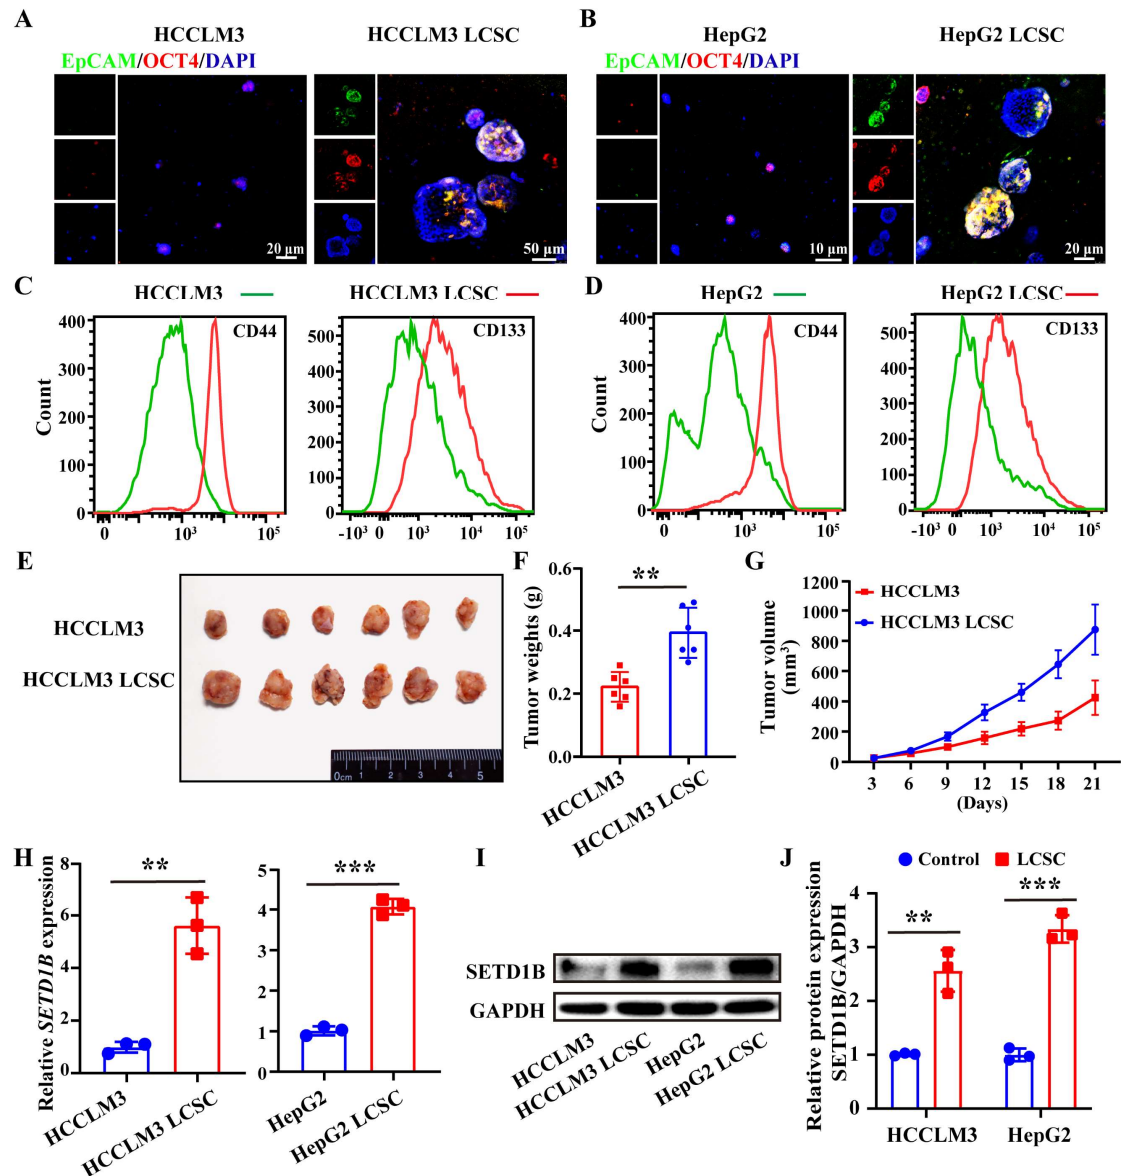 A
HCCLM3
HCCLM3 LCSC
EpCAM/OCT4/DAPI
20 µm
50 µm
B
HepG2
HepG2 LCSC
EpCAM/OCT4/DAPI
10 µm
20 µm
C
HCCLM3
HCCLM3 LCSC
Count
CD44
400
300
200
100
0
0
10³
10⁵
CD133
500
400
300
200
100
0
0
10³
10⁵
D
HepG2
HepG2 LCSC
Count
CD44
400
300
200
100
0
0
10³
10⁵
CD133
500
400
300
200
100
0
-10³
0
10³
10⁴
10⁵
E
HCCLM3
HCCLM3 LCSC
0cm 1 2 3 4 5
F
Tumor weights (g)
0.6
0.4
0.2
0.0
**
HCCLM3
HCCLM3 LCSC
G
Tumor volume
(mm³)
1200
1000
800
600
400
200
0
HCCLM3
HCCLM3 LCSC
3 6 9 12 15 18 21
(Days)
H
Relative SETD1B expression
8
6
4
2
0
**
HCCLM3
HCCLM3 LCSC
5
4
3
2
1
0
***
HepG2
HepG2 LCSC
I
SETD1B
GAPDH
HCCLM3
HCCLM3 LCSC
HepG2
HepG2 LCSC
J
Control
LCSC
Relative protein expression
SETD1B/GAPDH
4
3
2
1
0
**
***
HCCLM3
HepG2